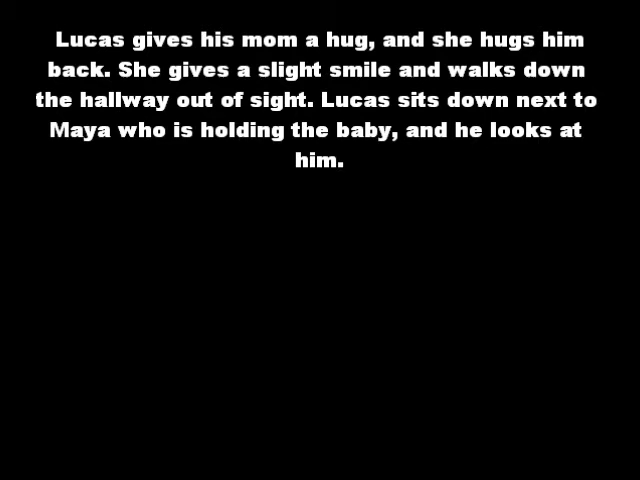 Lucas gives his mom a hug, and she hugs him
back. She gives a slight smile and walks down
the hallway out of sight. Lucas sits down next to
Maya who is holding the baby, and he looks at
him.